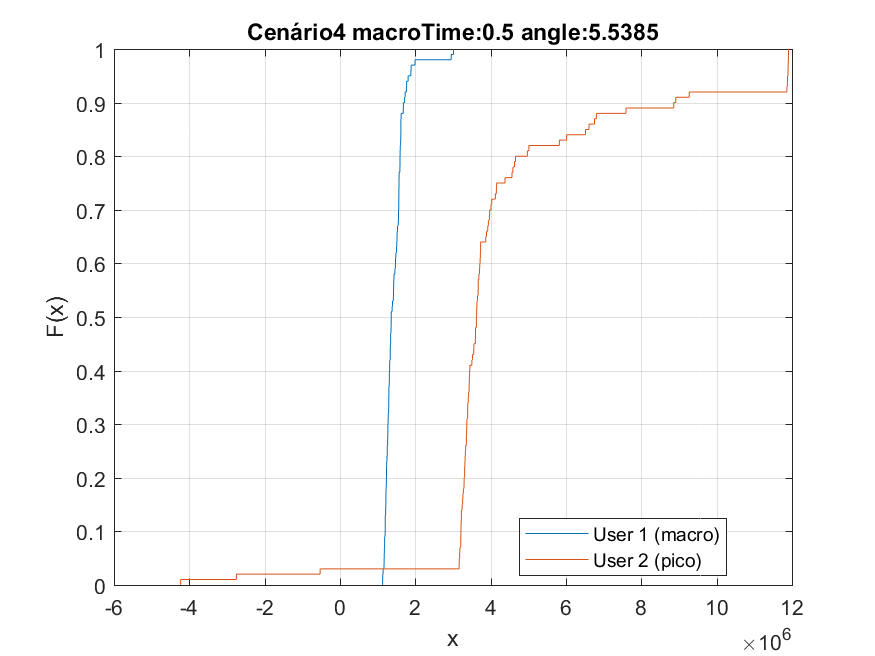 Cenário4 macroTime:0.5 angle:5.5385
1
0.9
0.8
0.7
0.6
0.5
0.4
0.3
0.2
0.1
0
F(x)
-6 -4 -2 0 2 4 6 8 10 12
x
×10⁶
User 1 (macro)
User 2 (pico)